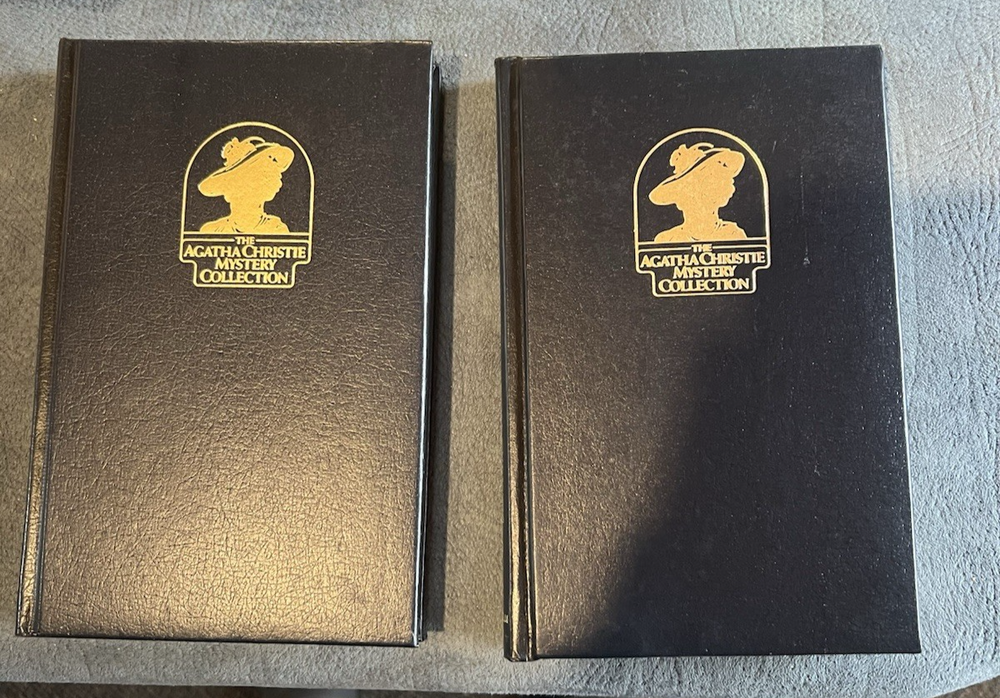 THE
AGATHA CHRISTIE
MYSTERY
COLLECTION
THE
AGATHA CHRISTIE
MYSTERY
COLLECTION